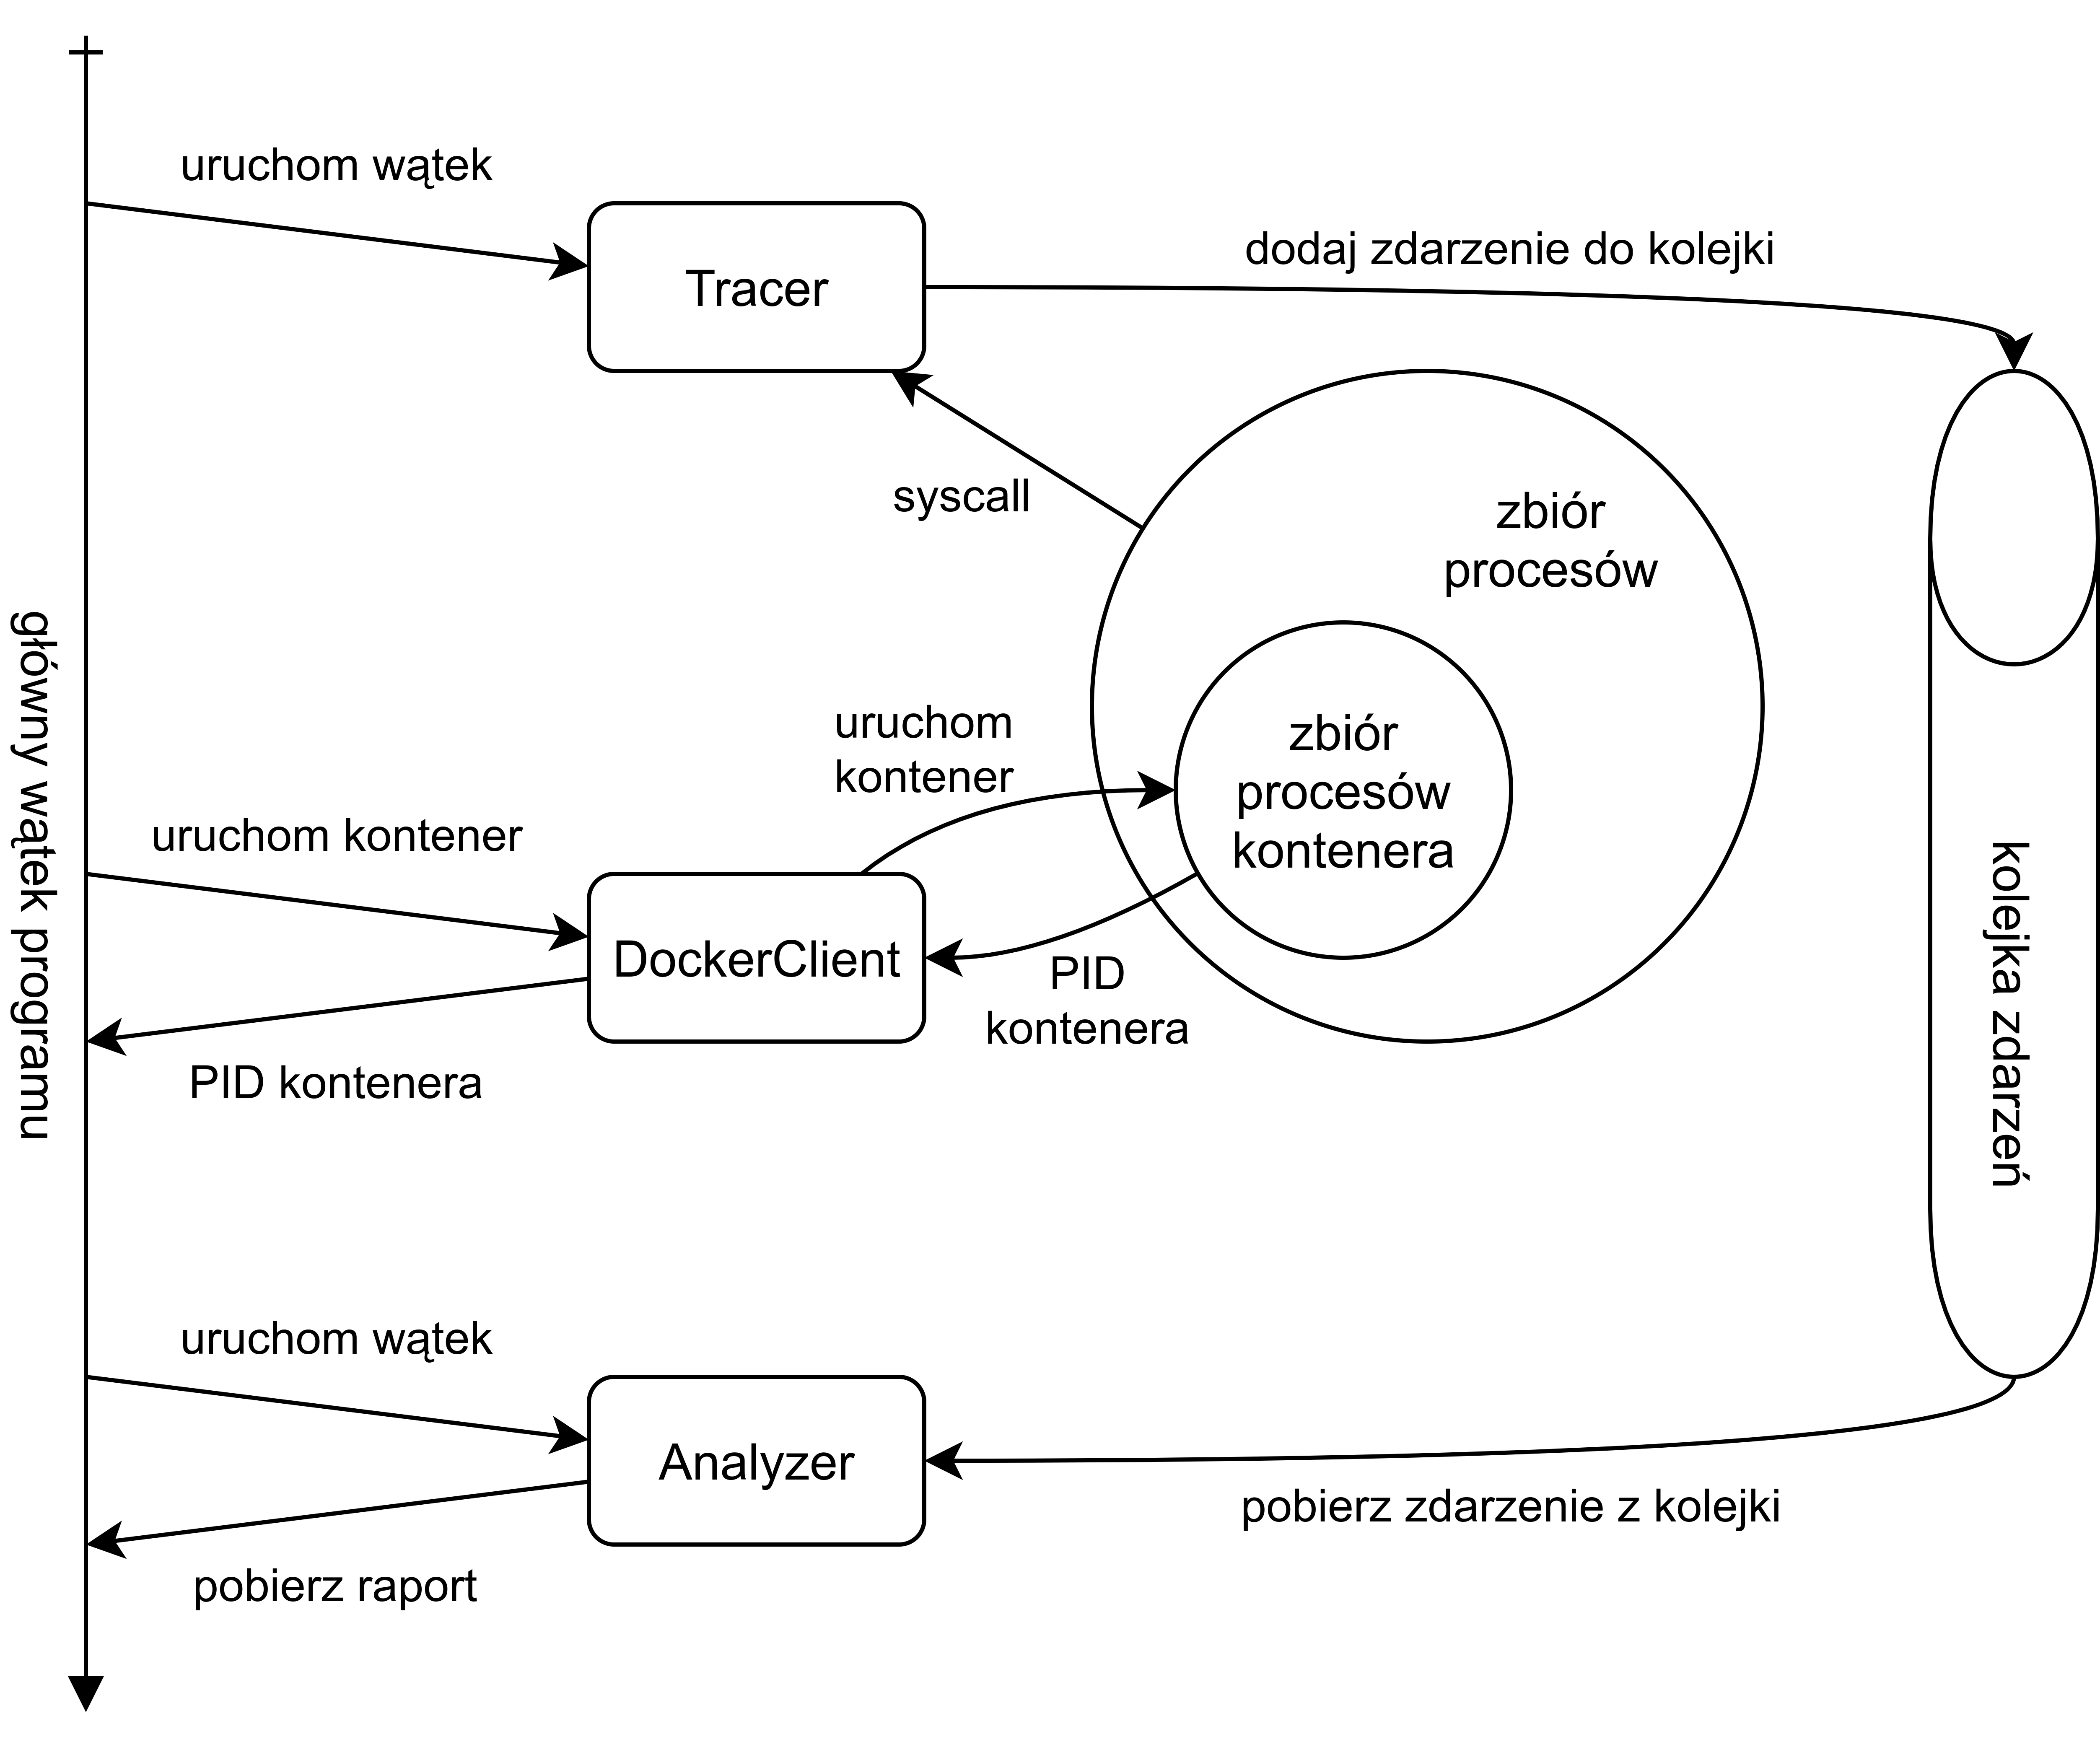 uruchom wątek
Tracer
dodaj zdarzenie do kolejki
syscall
zbiór
procesów
uruchom
kontener
zbiór
procesów
kontenera
główny wątek programu
uruchom kontener
DockerClient
PID
kontenera
PID kontenera
kolejka zdarzeń
uruchom wątek
Analyzer
pobierz zdarzenie z kolejki
pobierz raport